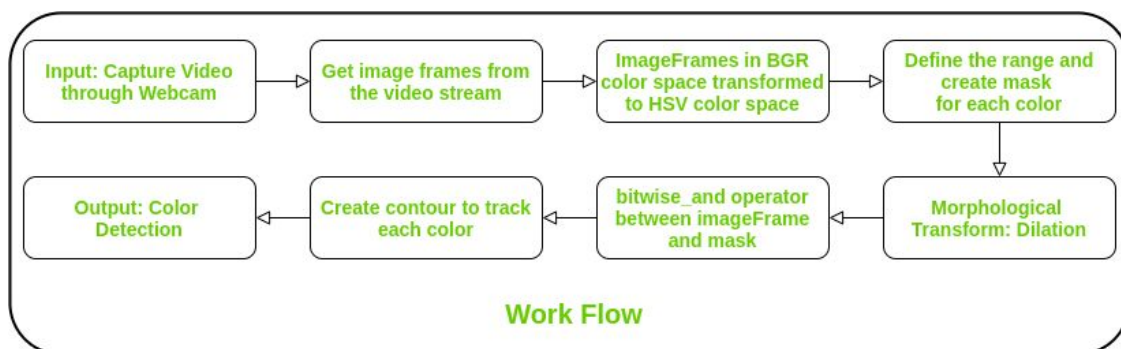 Input: Capture Video
through Webcam
Get image frames from
the video stream
ImageFrames in BGR
color space transformed
to HSV color space
Define the range and
create mask
for each color
Morphological
Transform: Dilation
bitwise_and operator
between imageFrame
and mask
Create contour to track
each color
Output: Color
Detection
Work Flow